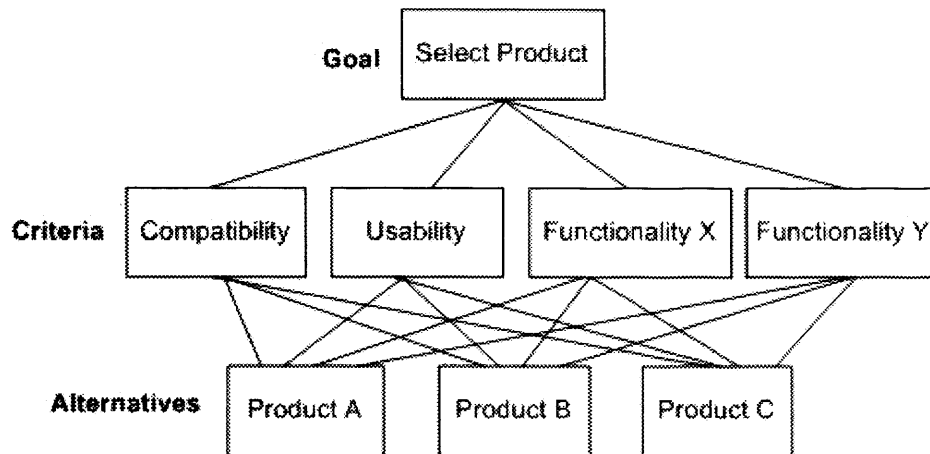 Goal
Select Product
Criteria
Compatibility
Usability
Functionality X
Functionality Y
Alternatives
Product A
Product B
Product C